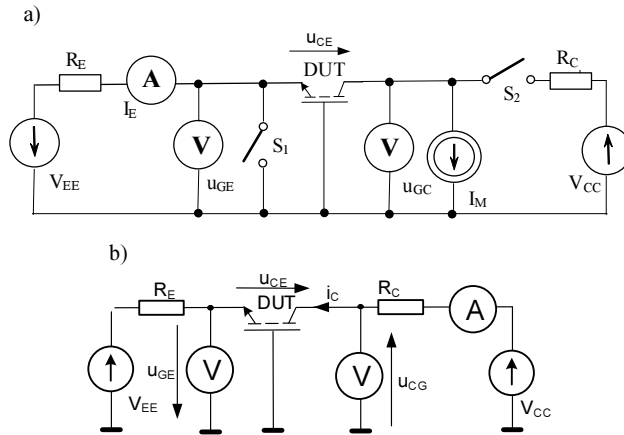 a)
u_CE
R_E
A
I_E
DUT
R_C
S_2
V_EE
V
u_GE
S_1
V
u_GC
I_M
V_CC
b)
u_CE
R_E
DUT
i_C
R_C
A
V_EE
u_GE
V
V
u_CG
V_CC